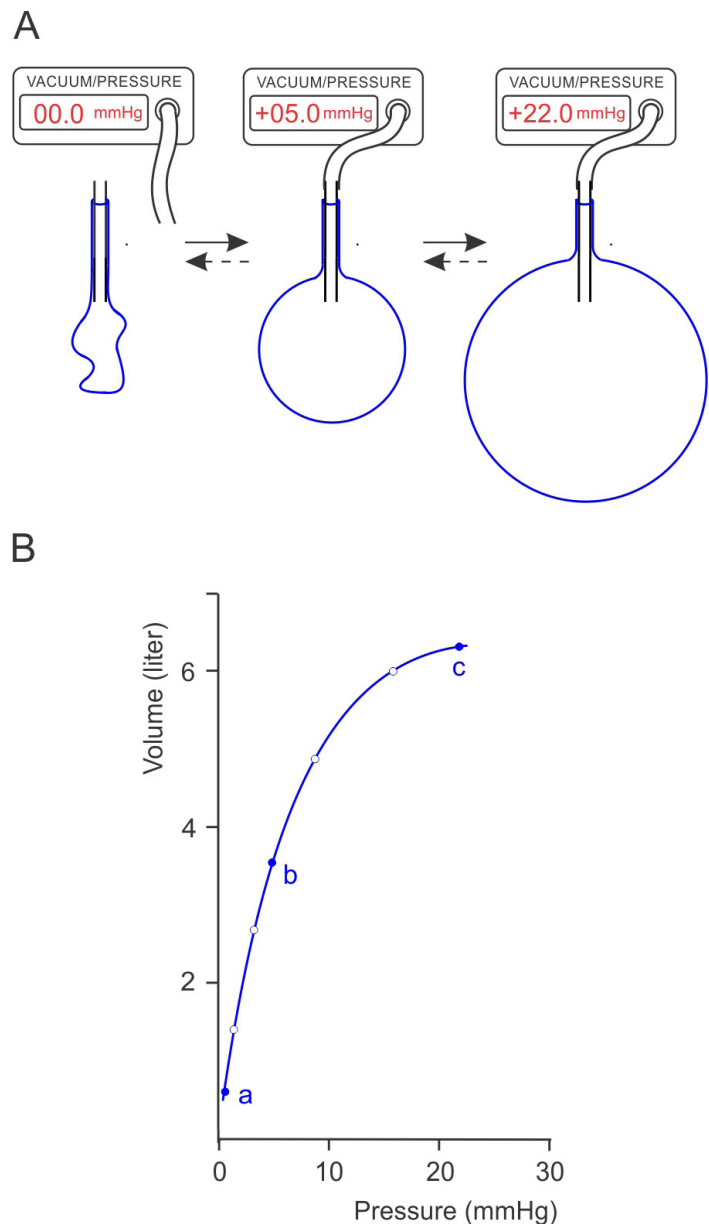 A
VACUUM/PRESSURE
00.0 mmHg
VACUUM/PRESSURE
+05.0 mmHg
VACUUM/PRESSURE
+22.0 mmHg
B
Volume (liter)
6
4
2
c
b
a
0 10 20 30
Pressure (mmHg)